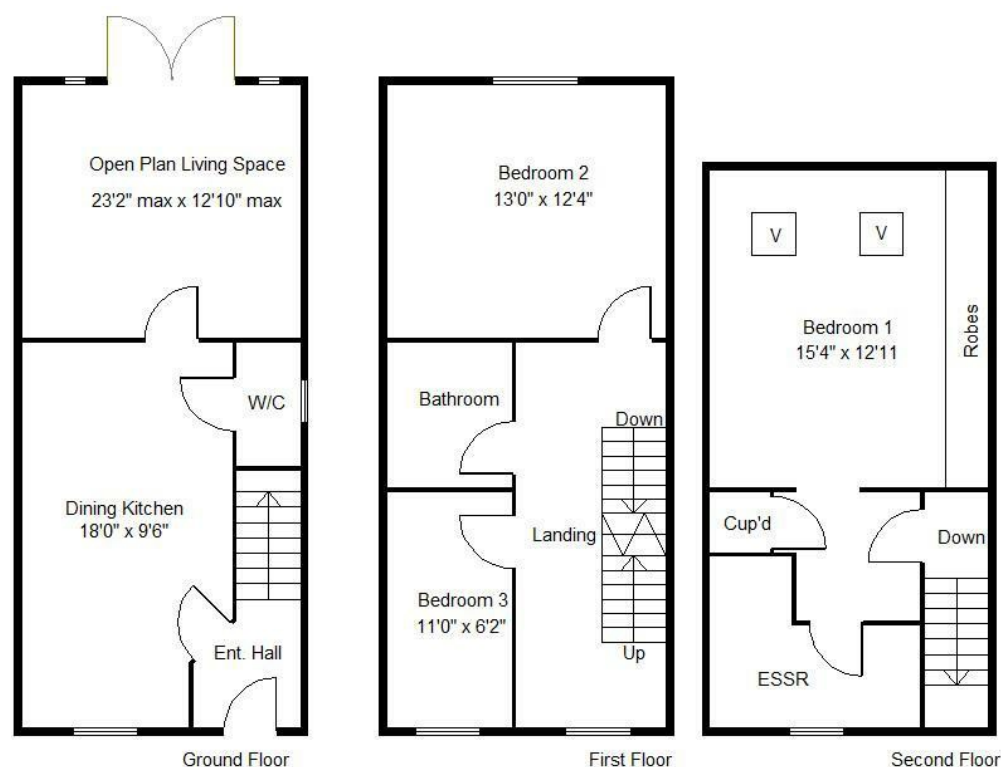 Open Plan Living Space
23'2" max x 12'10" max
W/C
Dining Kitchen
18'0" x 9'6"
Ent. Hall
Ground Floor
Bedroom 2
13'0" x 12'4"
Bathroom
Down
Landing
Bedroom 3
11'0" x 6'2"
Up
First Floor
V
V
Bedroom 1
15'4" x 12'11
Robes
Cup'd
Down
ESSR
Second Floor